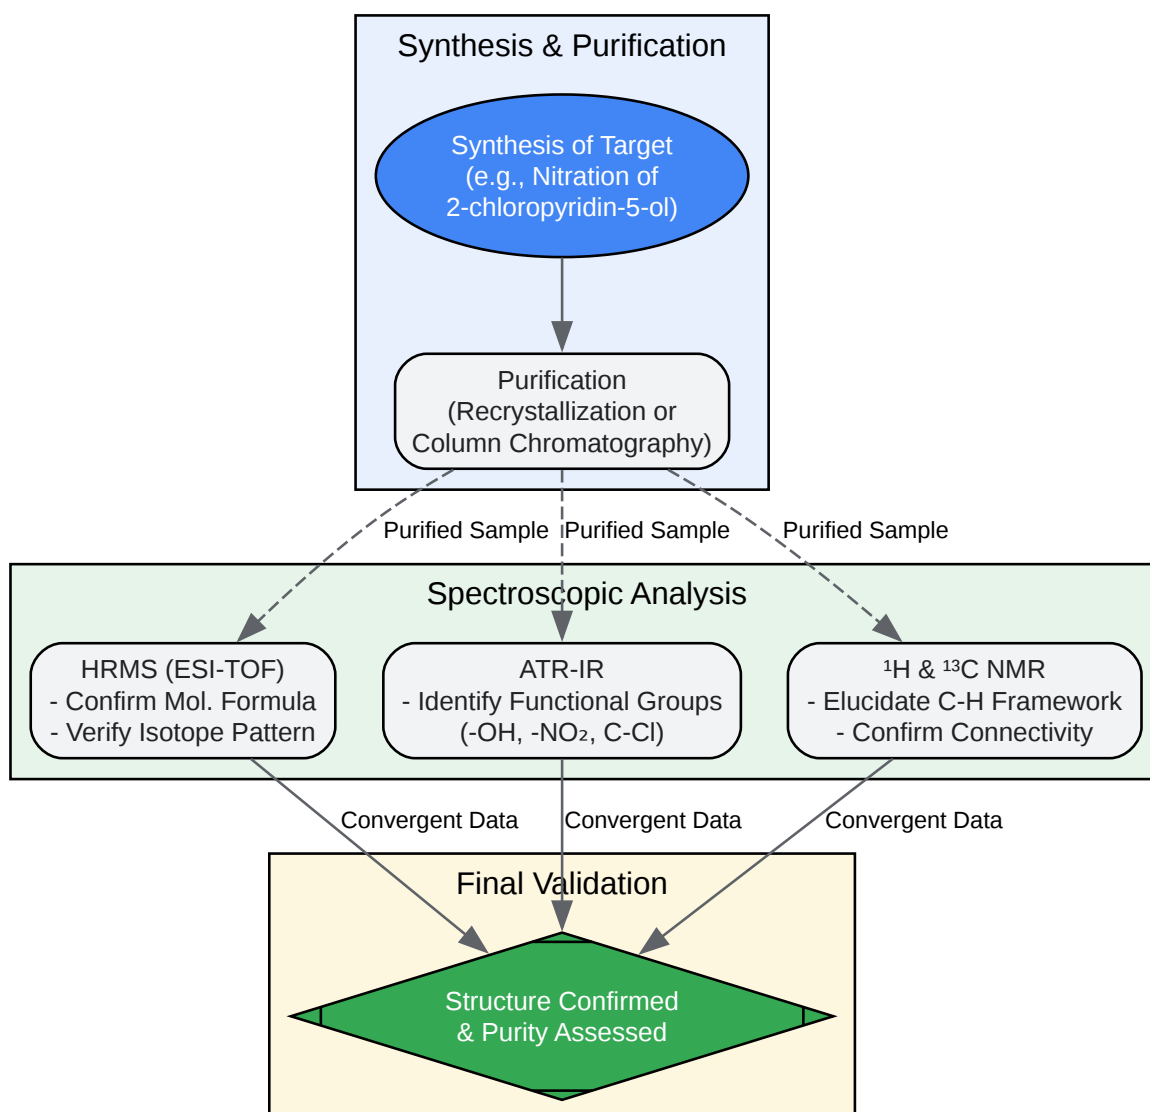 Synthesis & Purification
Synthesis of Target
(e.g., Nitration of
2-chloropyridin-5-ol)
Purification
(Recrystallization or
Column Chromatography)
Purified Sample
Purified Sample
Purified Sample
Spectroscopic Analysis
HRMS (ESI-TOF)
- Confirm Mol. Formula
- Verify Isotope Pattern
ATR-IR
- Identify Functional Groups
(-OH, -NO₂, C-Cl)
¹H & ¹³C NMR
- Elucidate C-H Framework
- Confirm Connectivity
Convergent Data
Convergent Data
Convergent Data
Final Validation
Structure Confirmed
& Purity Assessed